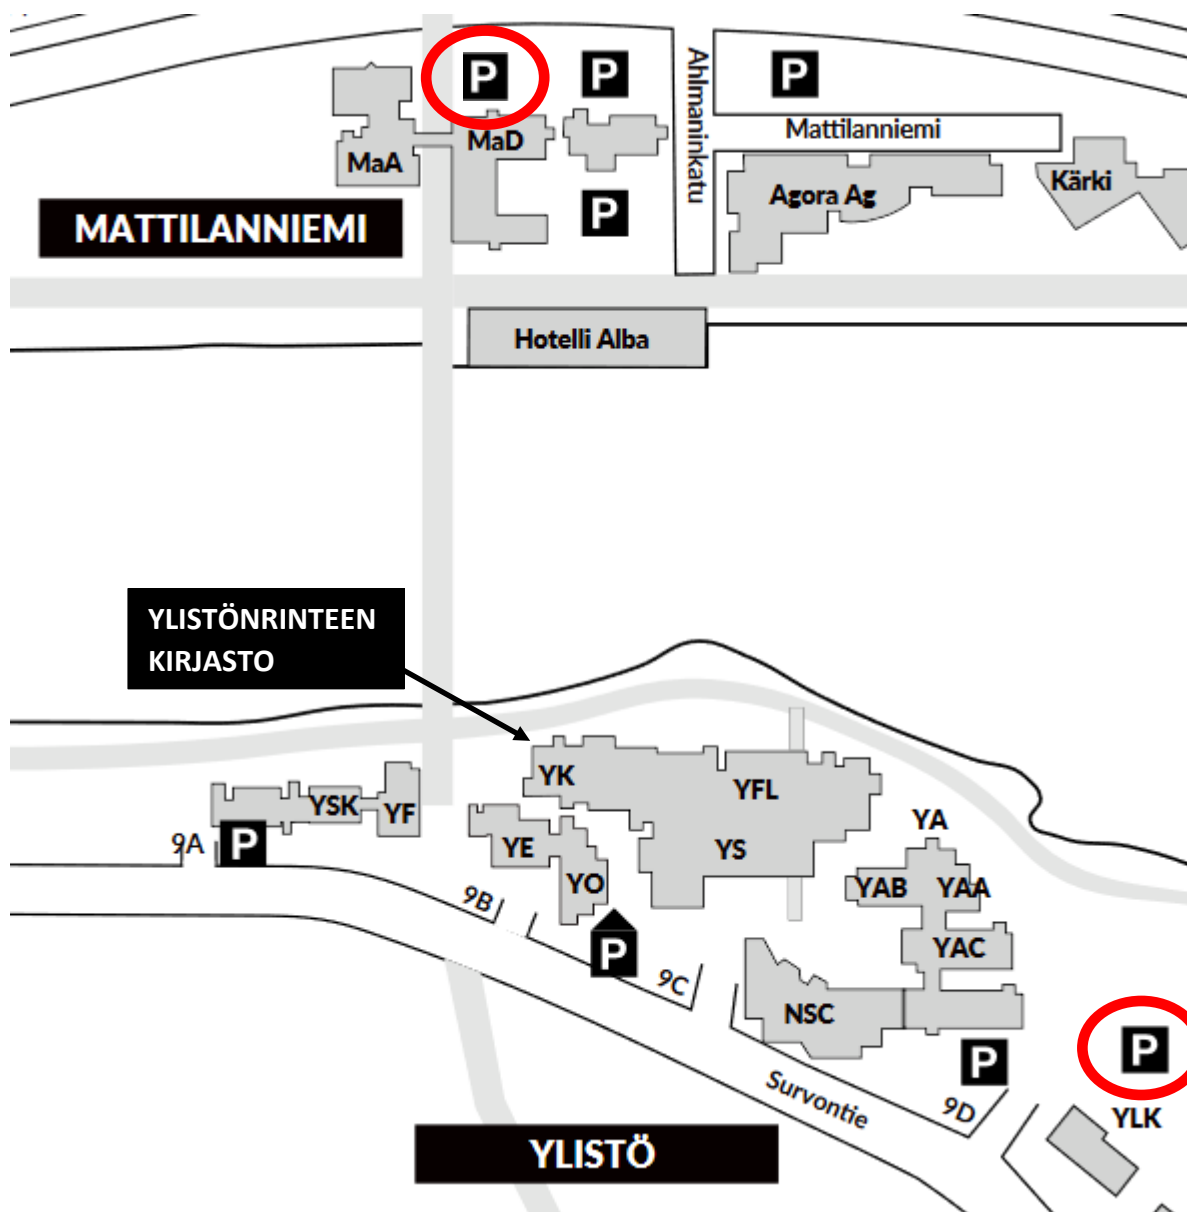 P
P
P
Ahlmaninkatu
Mattilanniemi
MaD
MaA
Kärki
Agora Ag
P
MATTILANNIEMI
Hotelli Alba
YLISTÖNRINTEEN
KIRJASTO
YK
YFL
YSK
YF
YA
9A
P
YE
YS
YO
YAB
YAA
9B
P
YAC
9C
NSC
P
P
Survontie
9D
YLK
YLISTÖ